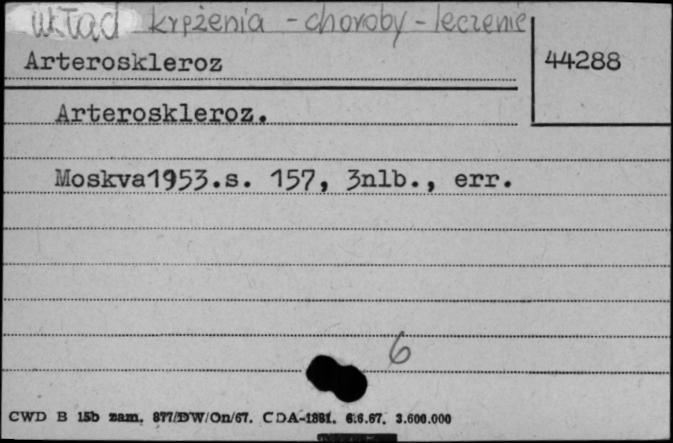 układ krążenia - choroby - leczenie
Arteroskleroz
44288
Arteroskleroz.
Moskva1953.s. 157, 3nlb., err.
6
CWD B 15b zam. 877/DW/On/67. CDA-1881. 6.6.67. 3.600.000